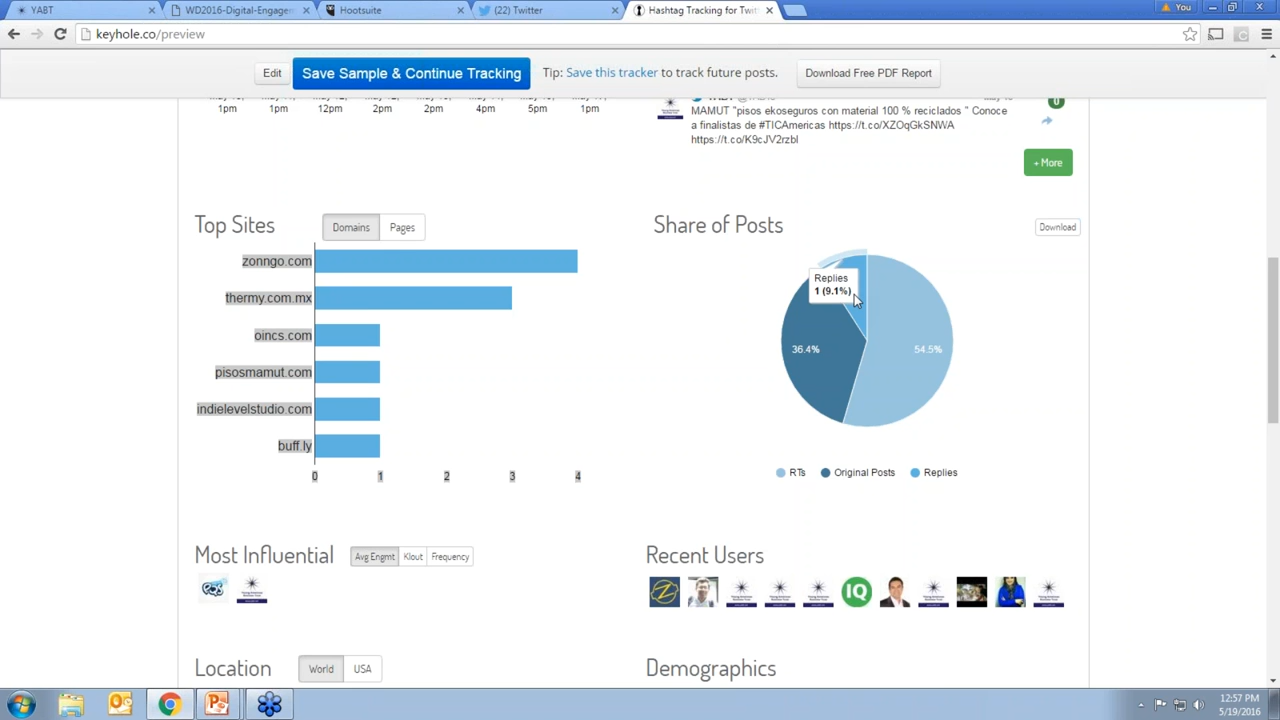 YABT
WD2016-Digital-Engager
Hootsuite
(22) Twitter
Hashtag Tracking for Twit
You
keyhole.co/preview
Edit
Save Sample & Continue Tracking
Tip: Save this tracker to track future posts.
Download Free PDF Report
1pm 1pm 12pm 2pm 4pm 5pm 1pm
0
MAMUT "pisos ekoseguros con material 100 % reciclados " Conoce
a finalistas de #TICAmericas https://t.co/XZOqGkSNWA
https://t.co/K9cJV2rzbI
+ More
Top Sites
Domains
Pages
zonngo.com
thermy.com.mx
oincs.com
pisosmamut.com
indielevelstudio.com
buff.ly
0 1 2 3 4
Share of Posts
Download
Replies
1 (9.1%)
36.4%
54.5%
RTs
Original Posts
Replies
Most Influential
Avg Engmt
Klout
Frequency
Recent Users
IQ
Location
World
USA
Demographics
12:57 PM
5/19/2016